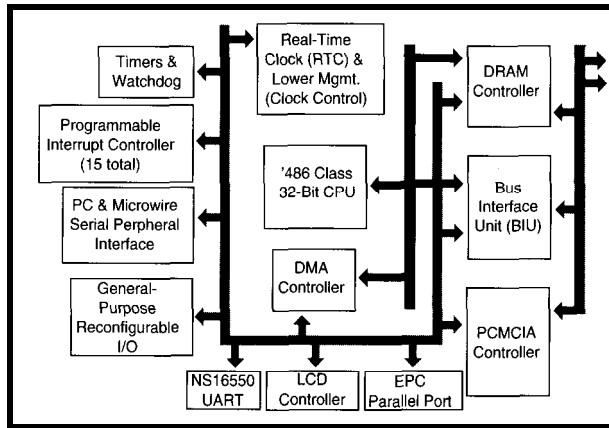 Timers &
Watchdog
Real-Time
Clock (RTC) &
Lower Mgmt.
(Clock Control)
DRAM
Controller
Programmable
Interrupt Controller
(15 total)
'486 Class
32-Bit CPU
Bus
Interface
Unit (BIU)
PC & Microwire
Serial Perpheral
Interface
DMA
Controller
General-
Purpose
Reconfigurable
I/O
PCMCIA
Controller
NS16550
UART
LCD
Controller
EPC
Parallel Port